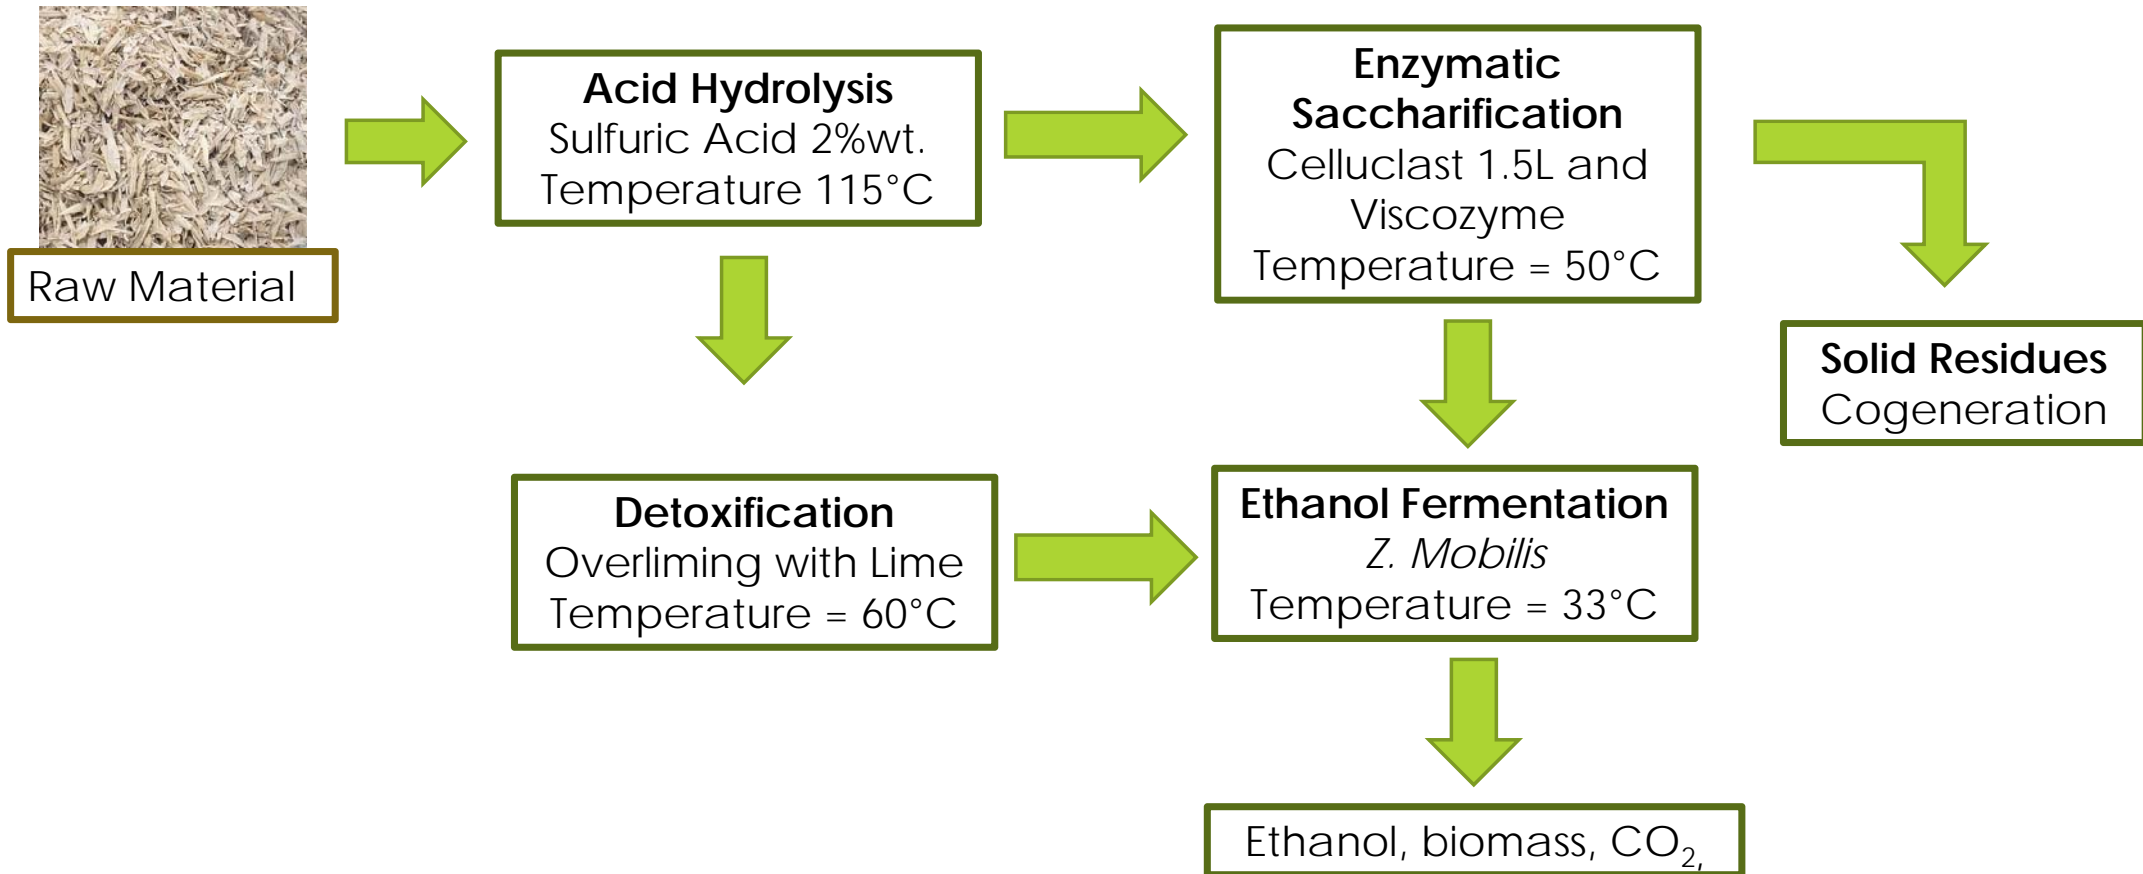 Raw Material
Acid Hydrolysis
Sulfuric Acid 2%wt.
Temperature 115°C
Enzymatic
Saccharification
Celluclast 1.5L and
Viscozyme
Temperature = 50°C
Solid Residues
Cogeneration
Detoxification
Overliming with Lime
Temperature = 60°C
Ethanol Fermentation
Z. Mobilis
Temperature = 33°C
Ethanol, biomass, CO₂,